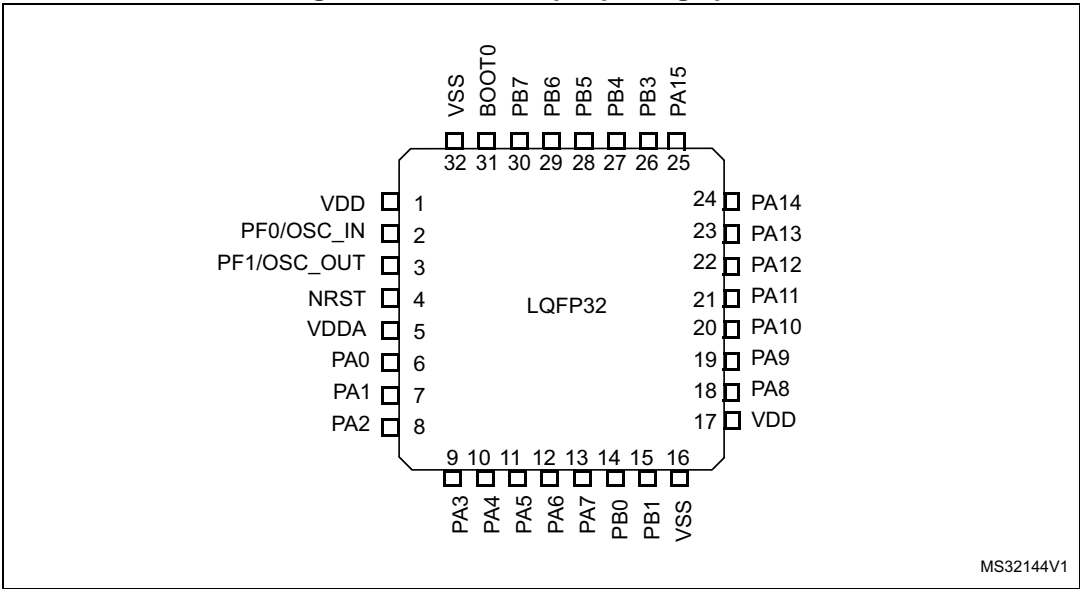 VSS
BOOT0
PB7
PB6
PB5
PB4
PB3
PA15
32 31 30 29 28 27 26 25
VDD 1
PF0/OSC_IN 2
PF1/OSC_OUT 3
NRST 4
VDDA 5
PA0 6
PA1 7
PA2 8
LQFP32
24 PA14
23 PA13
22 PA12
21 PA11
20 PA10
19 PA9
18 PA8
17 VDD
9 10 11 12 13 14 15 16
PA3
PA4
PA5
PA6
PA7
PB0
PB1
VSS
MS32144V1